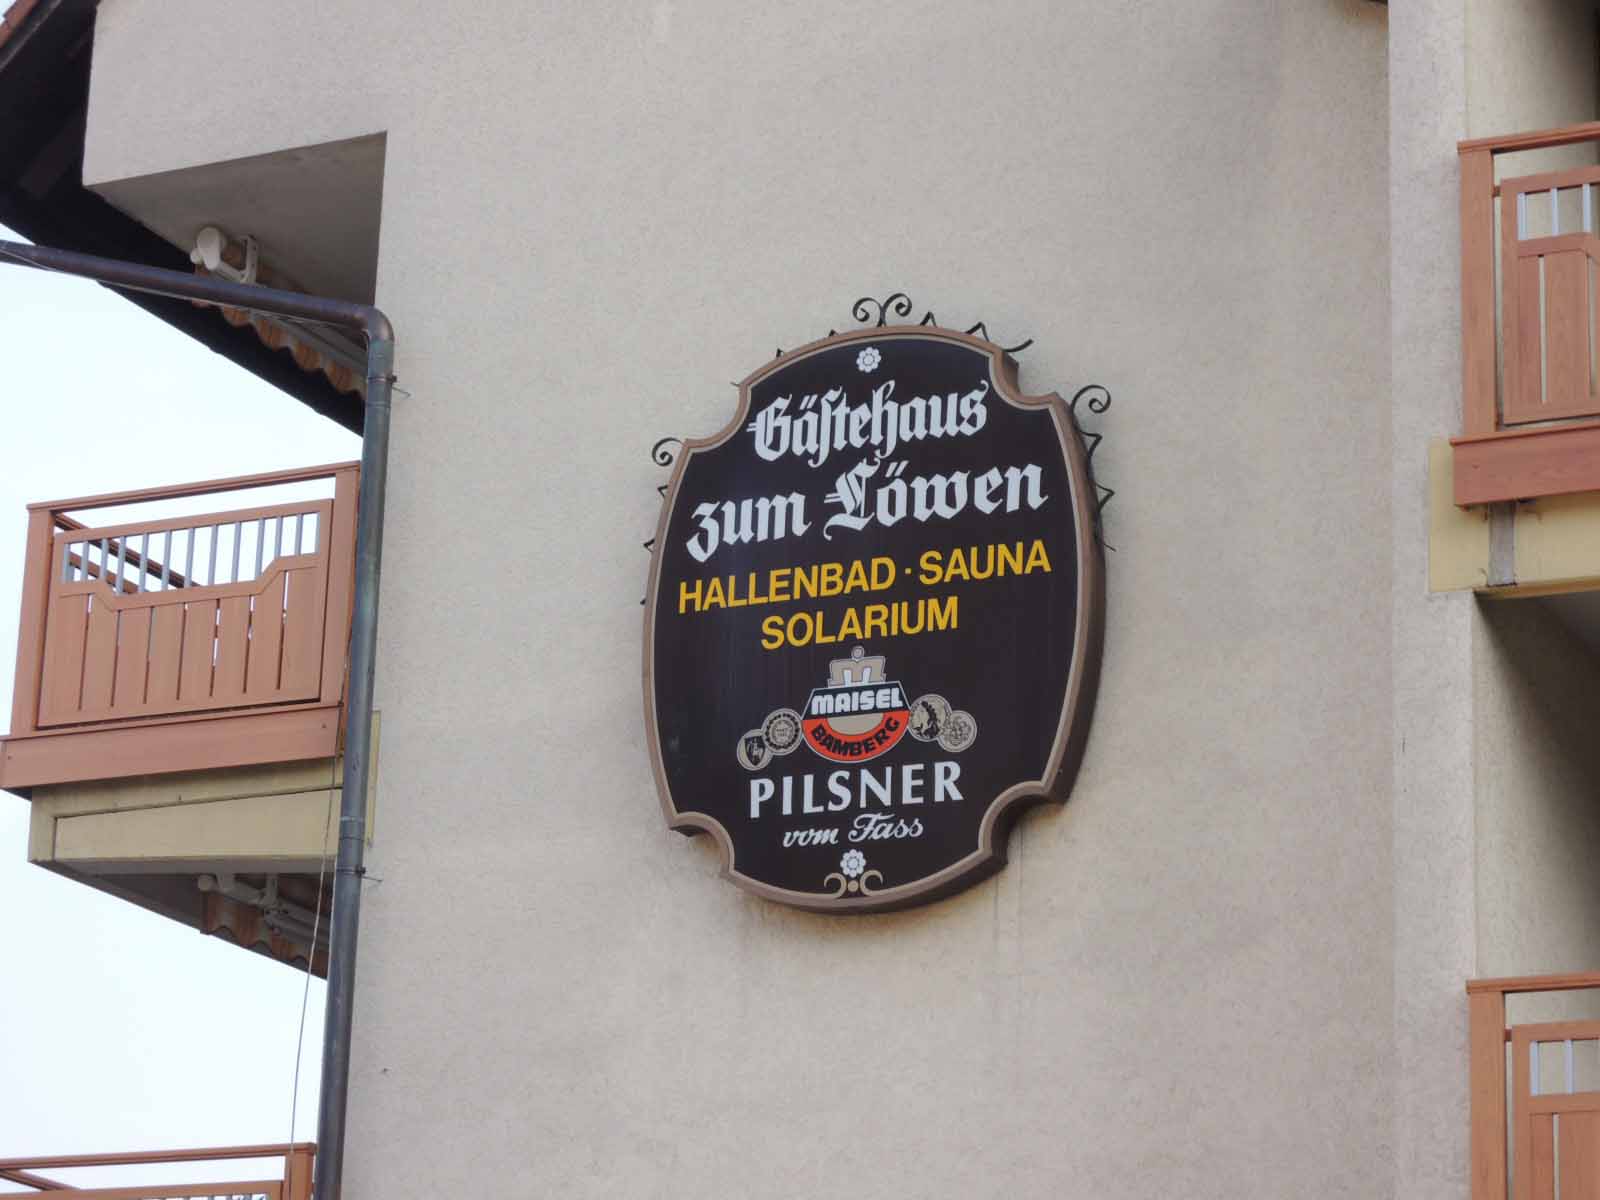 Gästehaus
zum Löwen
HALLENBAD · SAUNA
SOLARIUM
m
MAISEL
BAMBERG
PILSNER
vom Fass